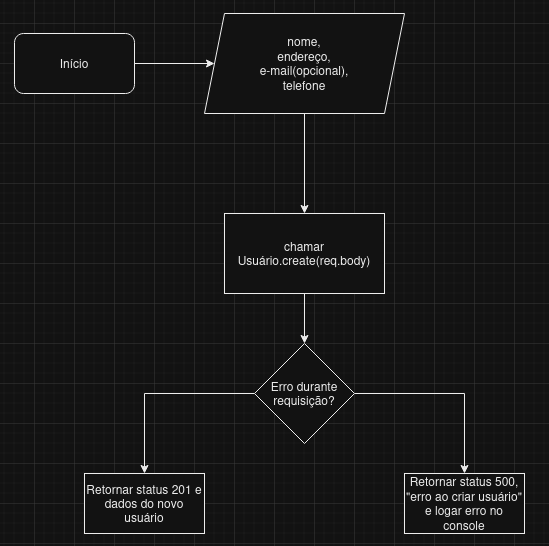 Início
nome,
endereço,
e-mail(opcional),
telefone
chamar
Usuário.create(req.body)
Erro durante
requisição?
Retornar status 201 e
dados do novo
usuário
Retornar status 500,
"erro ao criar usuário"
e logar erro no
console